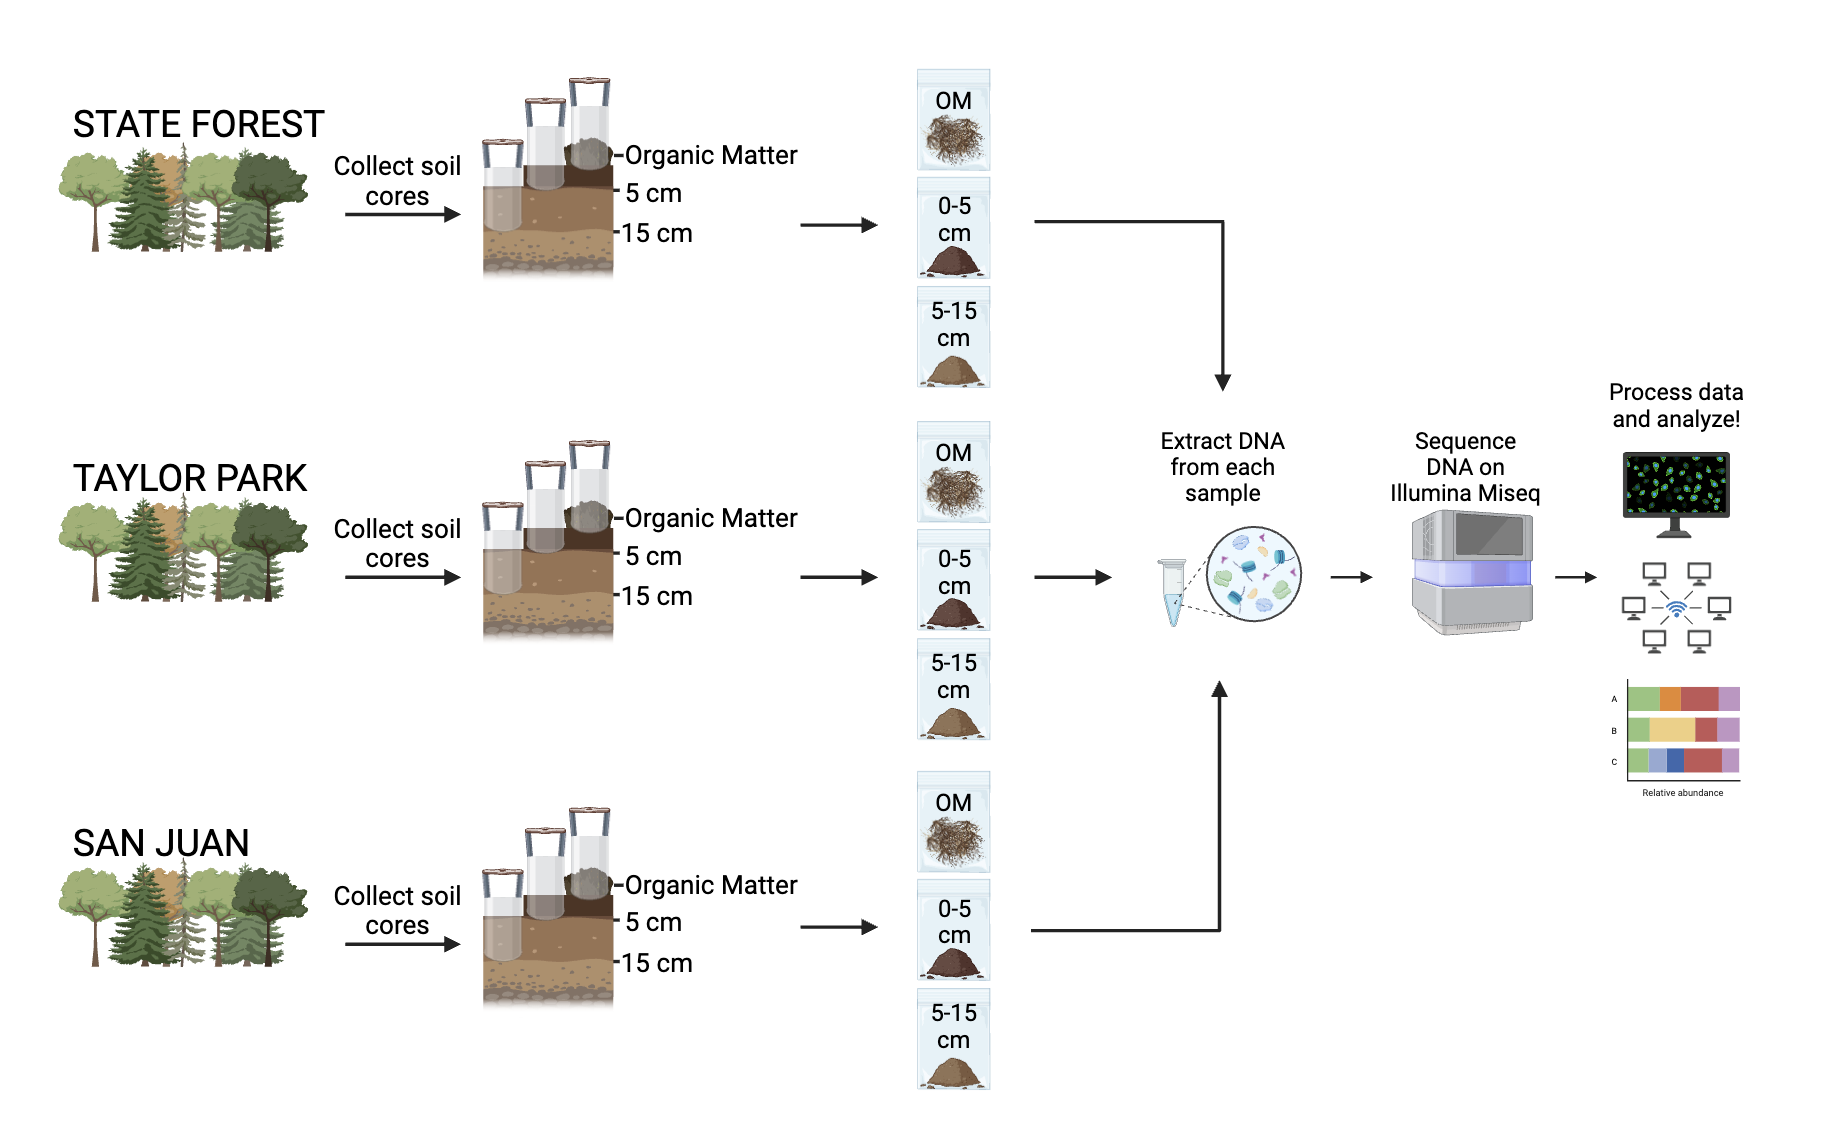 STATE FOREST
Collect soil
cores
Organic Matter
5 cm
15 cm
OM
0-5
cm
5-15
cm
TAYLOR PARK
Collect soil
cores
Organic Matter
5 cm
15 cm
OM
0-5
cm
5-15
cm
SAN JUAN
Collect soil
cores
Organic Matter
5 cm
15 cm
OM
0-5
cm
5-15
cm
Extract DNA
from each
sample
Sequence
DNA on
Illumina Miseq
Process data
and analyze!
A
B
C
Relative abundance